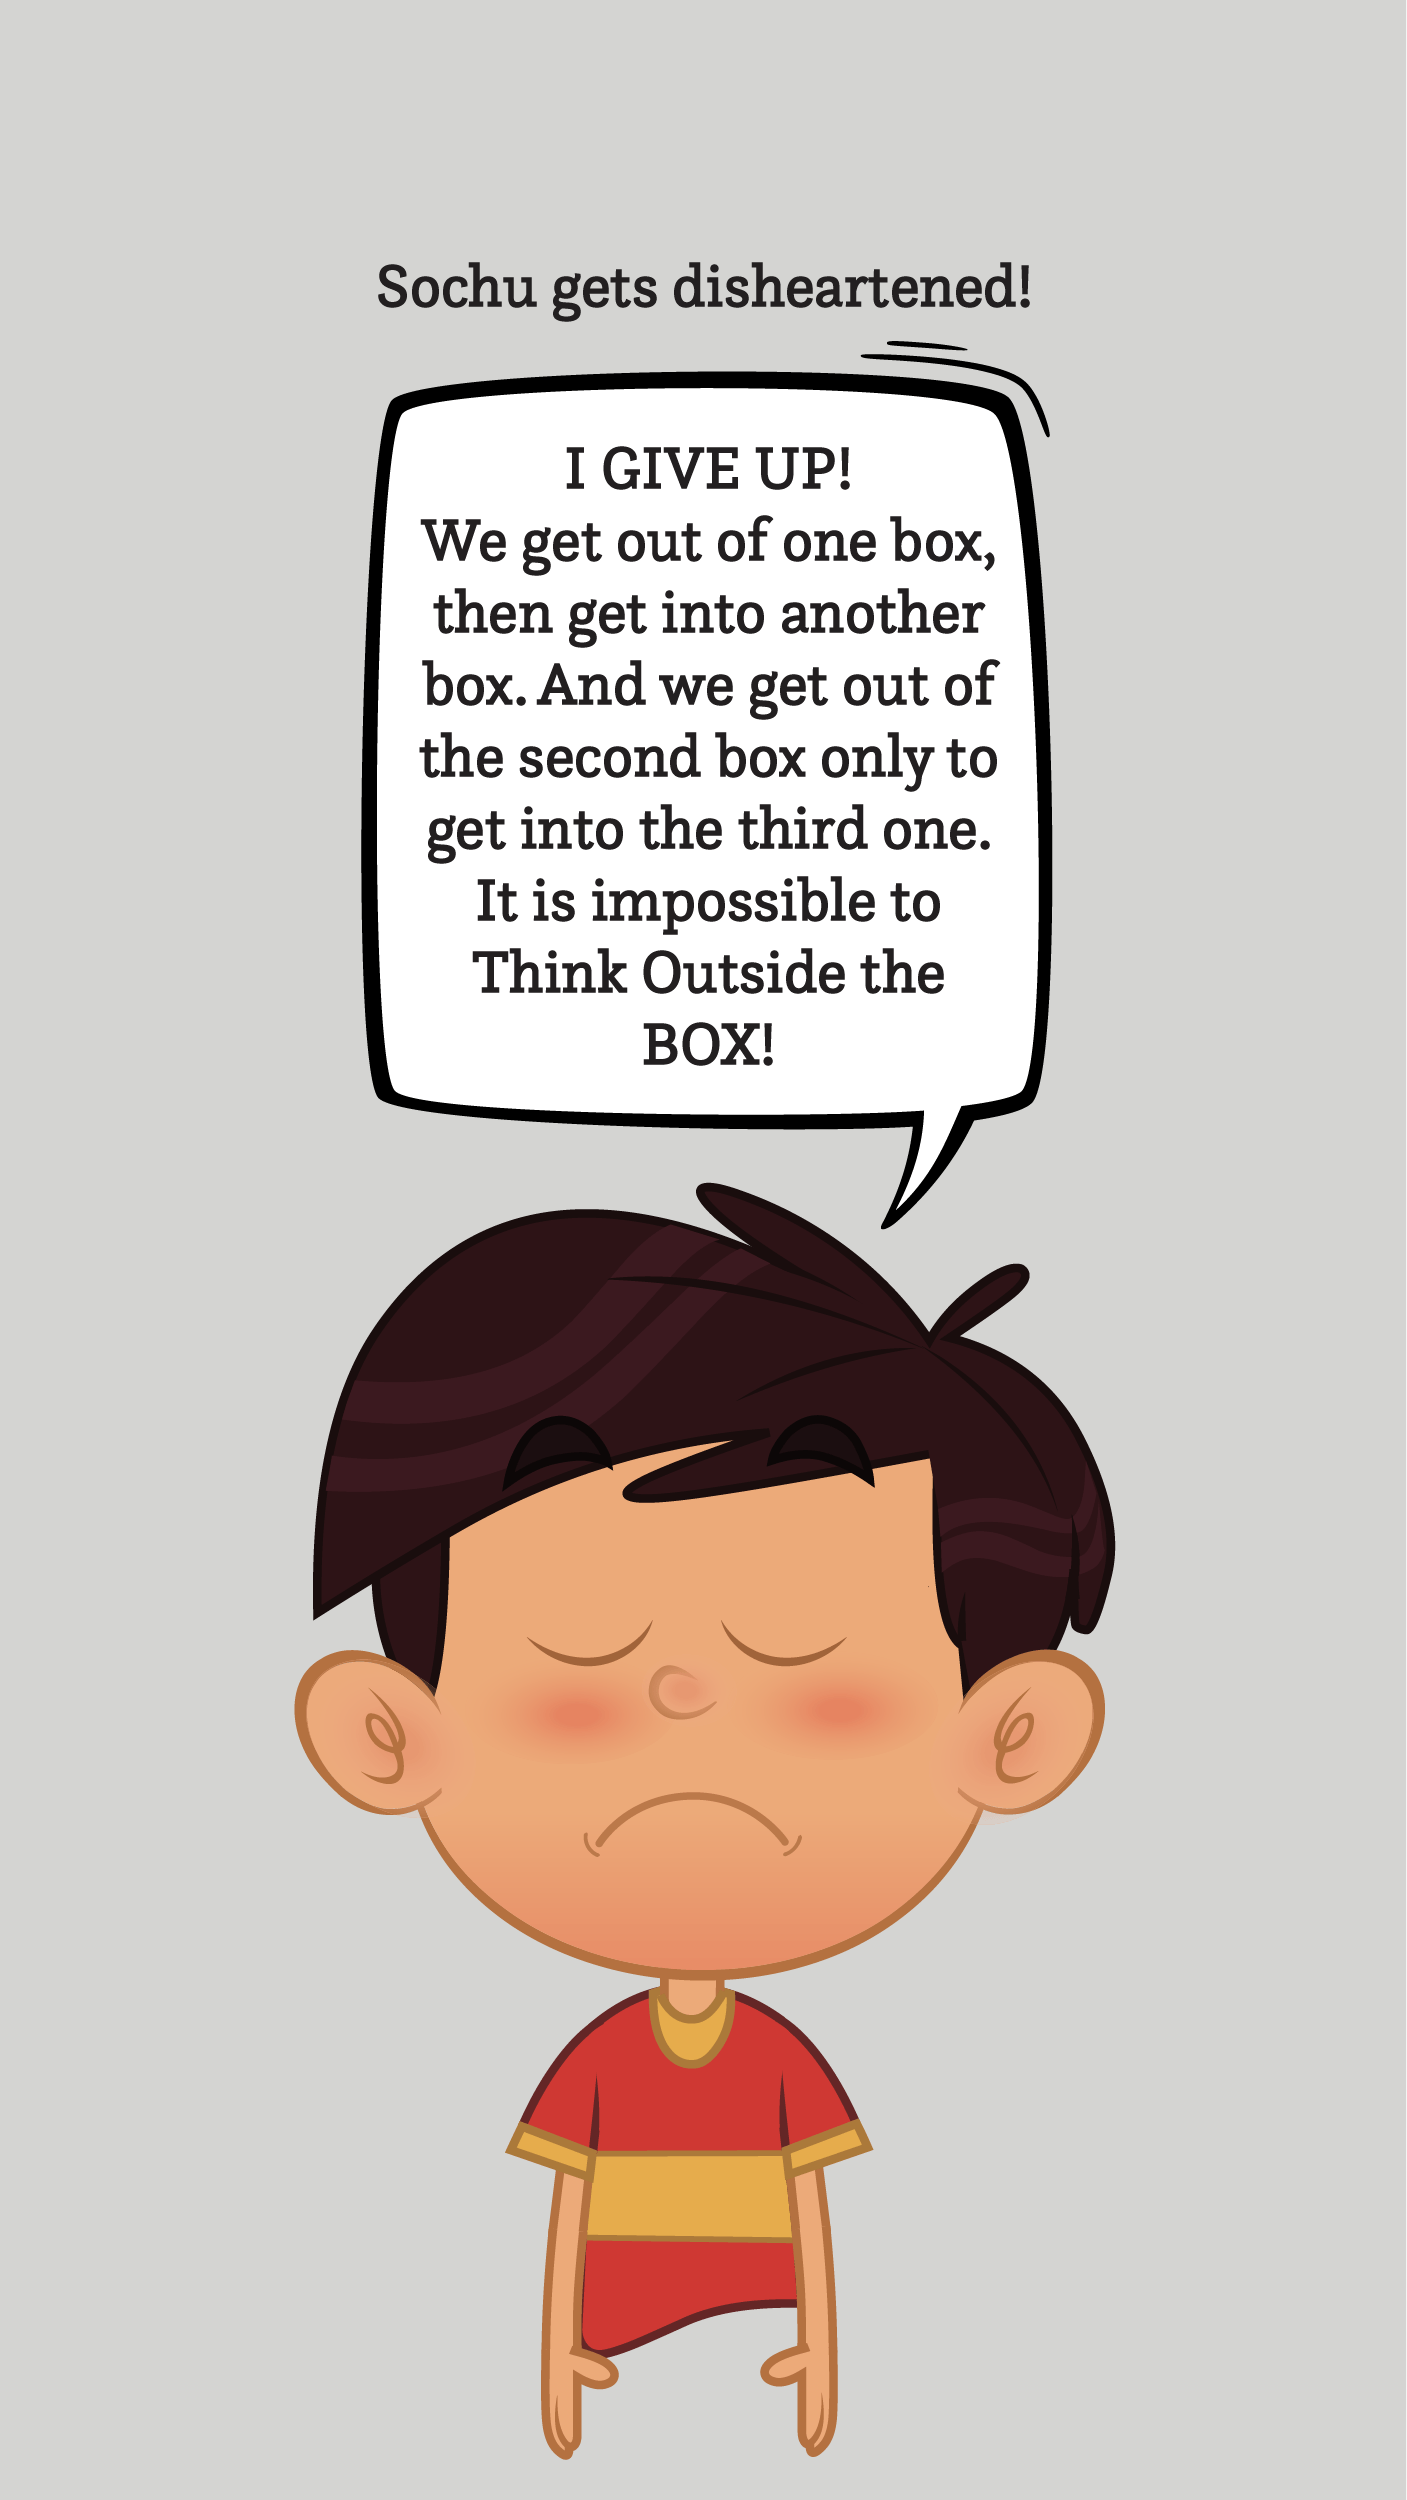 Sochu gets disheartened!
I GIVE UP!
We get out of one box,
then get into another
box. And we get out of
the second box only to
get into the third one.
It is impossible to
Think Outside the
BOX!